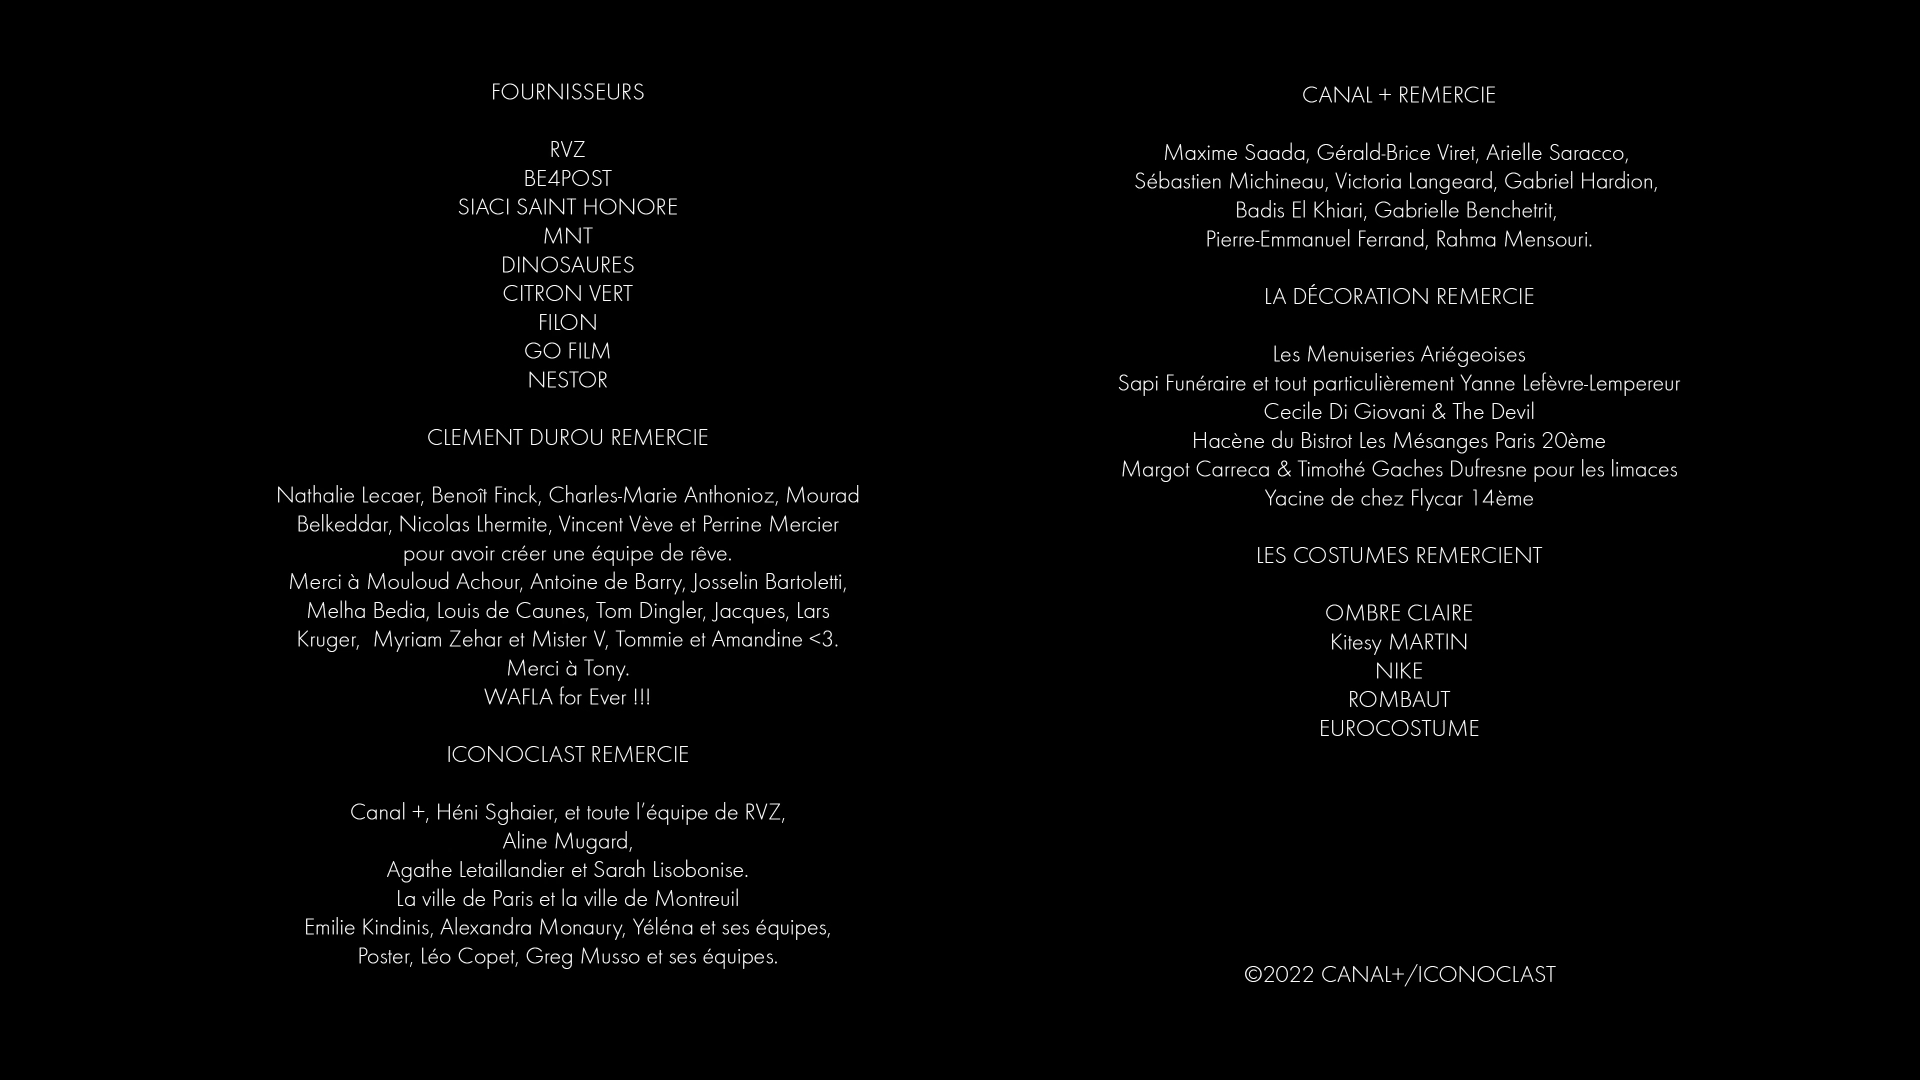 FOURNISSEURS
RVZ
BE4POST
SIACI SAINT HONORE
MNT
DINOSAURES
CITRON VERT
FILON
GO FILM
NESTOR
CLEMENT DUROU REMERCIE
Nathalie Lecaer, Benoît Finck, Charles-Marie Anthonioz, Mourad
Belkeddar, Nicolas Lhermite, Vincent Vève et Perrine Mercier
pour avoir créer une équipe de rêve.
Merci à Mouloud Achour, Antoine de Barry, Josselin Bartoletti,
Melha Bedia, Louis de Caunes, Tom Dingler, Jacques, Lars
Kruger,  Myriam Zehar et Mister V, Tommie et Amandine <3.
Merci à Tony.
WAFLA for Ever !!!
ICONOCLAST REMERCIE
Canal +, Héni Sghaier, et toute l’équipe de RVZ,
Aline Mugard,
Agathe Letaillandier et Sarah Lisobonise.
La ville de Paris et la ville de Montreuil
Emilie Kindinis, Alexandra Monaury, Yéléna et ses équipes,
Poster, Léo Copet, Greg Musso et ses équipes.
CANAL + REMERCIE
Maxime Saada, Gérald-Brice Viret, Arielle Saracco,
Sébastien Michineau, Victoria Langeard, Gabriel Hardion,
Badis El Khiari, Gabrielle Benchetrit,
Pierre-Emmanuel Ferrand, Rahma Mensouri.
LA DÉCORATION REMERCIE
Les Menuiseries Ariégeoises
Sapi Funéraire et tout particulièrement Yanne Lefèvre-Lempereur
Cecile Di Giovani & The Devil
Hacène du Bistrot Les Mésanges Paris 20ème
Margot Carreca & Timothé Gaches Dufresne pour les limaces
Yacine de chez Flycar 14ème
LES COSTUMES REMERCIENT
OMBRE CLAIRE
Kitesy MARTIN
NIKE
ROMBAUT
EUROCOSTUME
©2022 CANAL+/ICONOCLAST